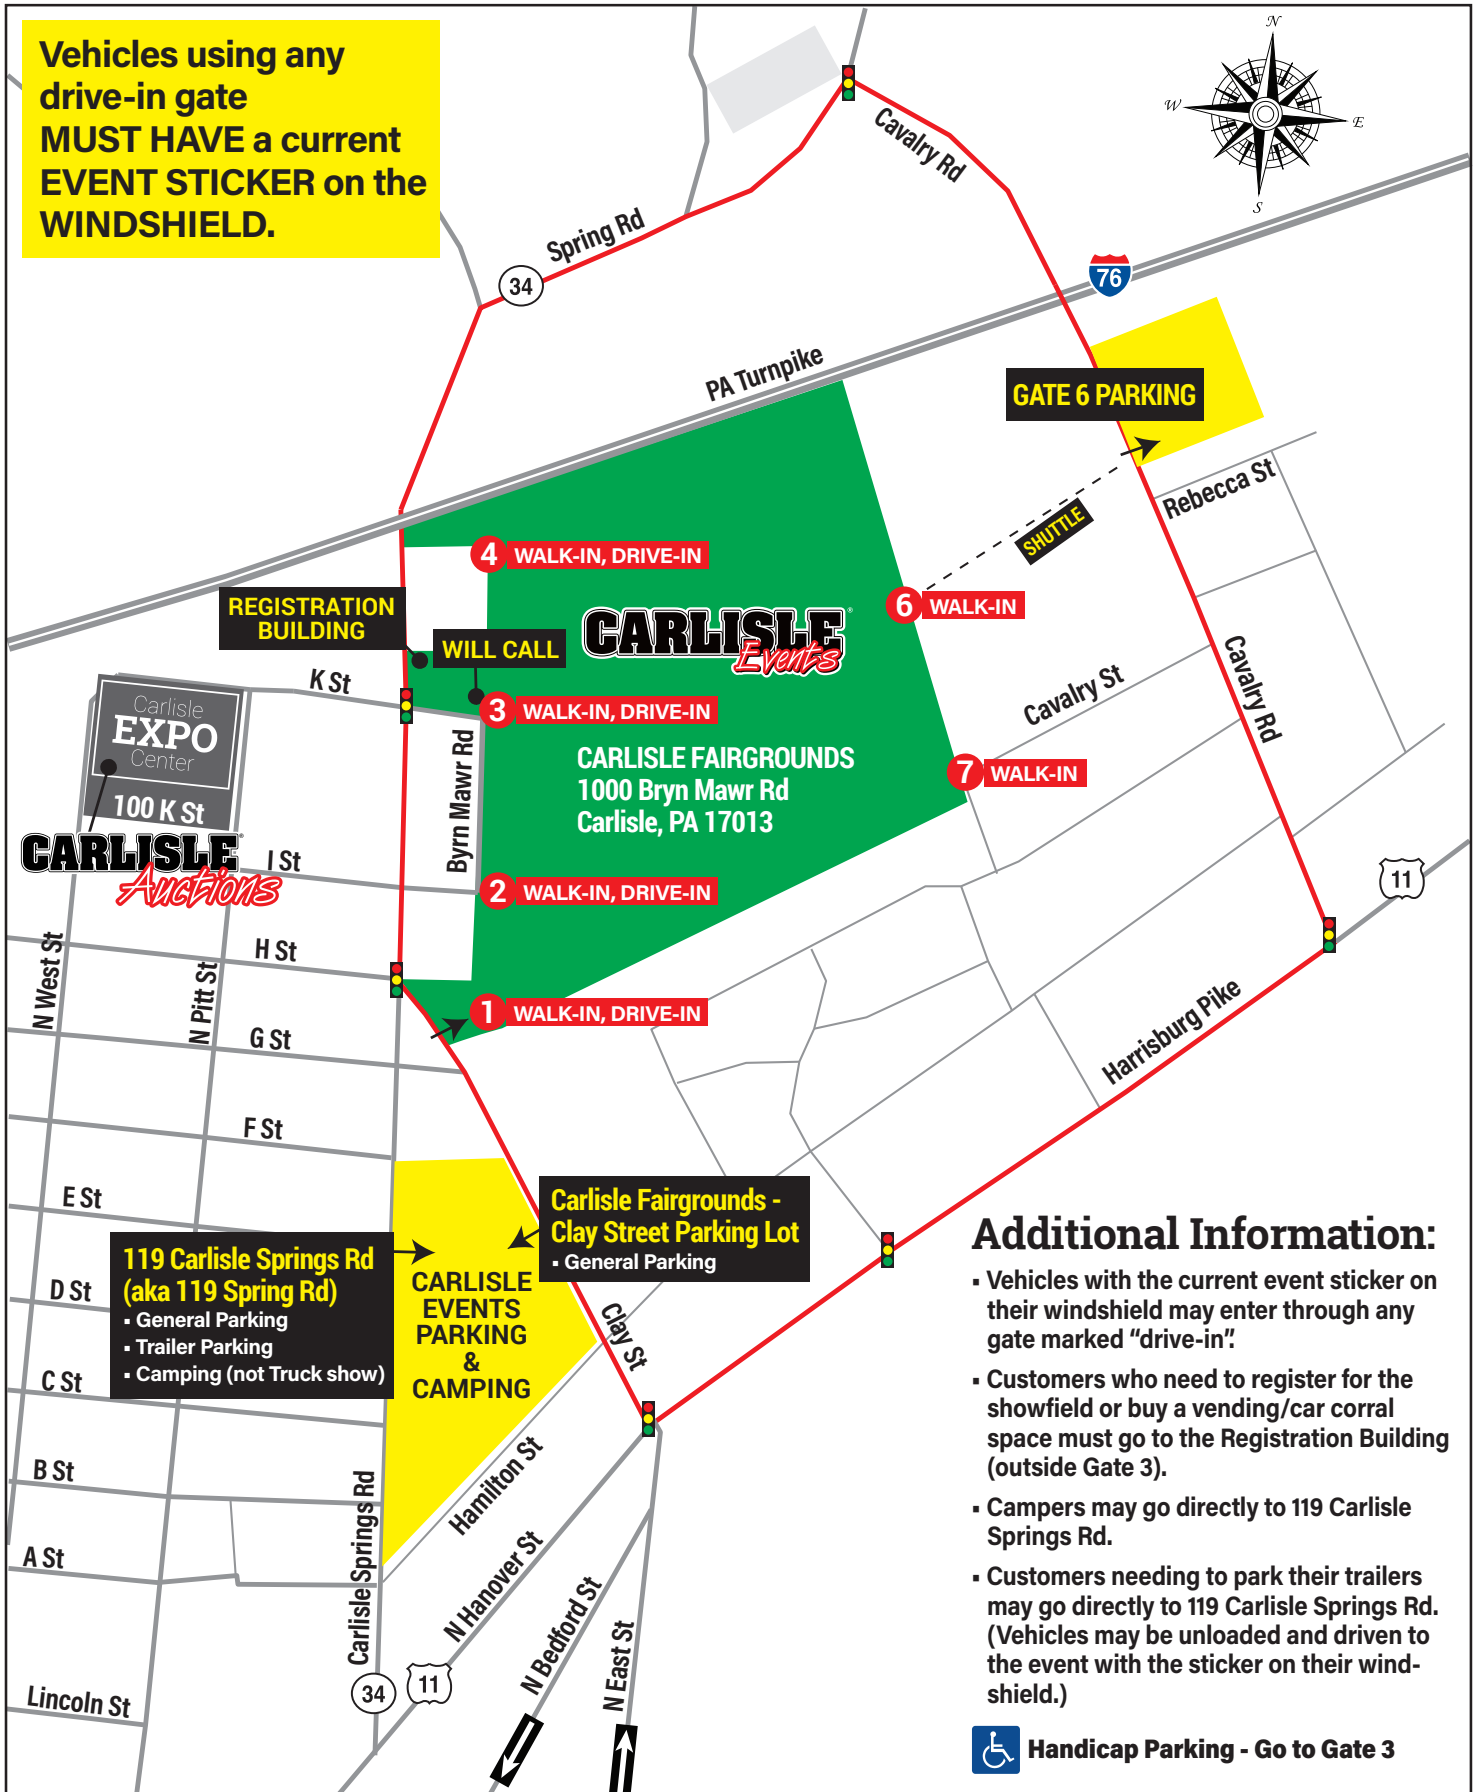 Vehicles using any
drive-in gate
MUST HAVE a current
EVENT STICKER on the
WINDSHIELD.
N
W
E
S
Cavalry Rd
Spring Rd
34
76
PA Turnpike
GATE 6 PARKING
Rebecca St
SHUTTLE
4 WALK-IN, DRIVE-IN
REGISTRATION
BUILDING
WILL CALL
CARLISLE ®
Events
6 WALK-IN
K St
3 WALK-IN, DRIVE-IN
Cavalry St
Cavalry Rd
Carlisle
EXPO
Center
100 K St
CARLISLE ®
Auctions
Byrn Mawr Rd
CARLISLE FAIRGROUNDS
1000 Bryn Mawr Rd
Carlisle, PA 17013
7 WALK-IN
I St
2 WALK-IN, DRIVE-IN
11
H St
N West St
N Pitt St
1 WALK-IN, DRIVE-IN
G St
Harrisburg Pike
F St
E St
Carlisle Fairgrounds -
Clay Street Parking Lot
▪ General Parking
119 Carlisle Springs Rd
(aka 119 Spring Rd)
▪ General Parking
▪ Trailer Parking
▪ Camping (not Truck show)
CARLISLE
EVENTS
PARKING
&
CAMPING
D St
C St
Clay St
B St
Hamilton St
A St
Carlisle Springs Rd
N Hanover St
N Bedford St
N East St
34
11
Lincoln St
Additional Information:
▪ Vehicles with the current event sticker on
their windshield may enter through any
gate marked “drive-in”.
▪ Customers who need to register for the
showfield or buy a vending/car corral
space must go to the Registration Building
(outside Gate 3).
▪ Campers may go directly to 119 Carlisle
Springs Rd.
▪ Customers needing to park their trailers
may go directly to 119 Carlisle Springs Rd.
(Vehicles may be unloaded and driven to
the event with the sticker on their wind-
shield.)
Handicap Parking - Go to Gate 3